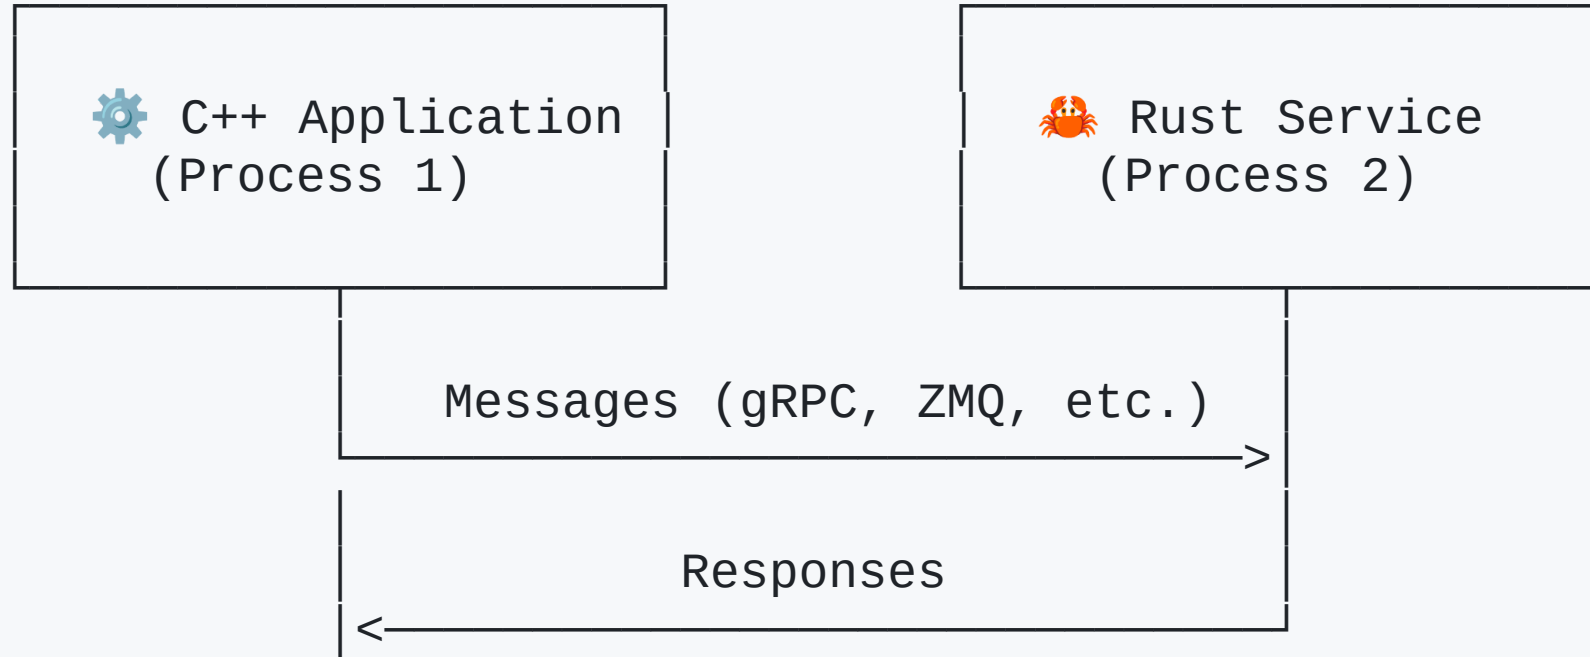 ⚙️ C++ Application
🦀 Rust Service
(Process 1)
(Process 2)
Messages (gRPC, ZMQ, etc.)
Responses